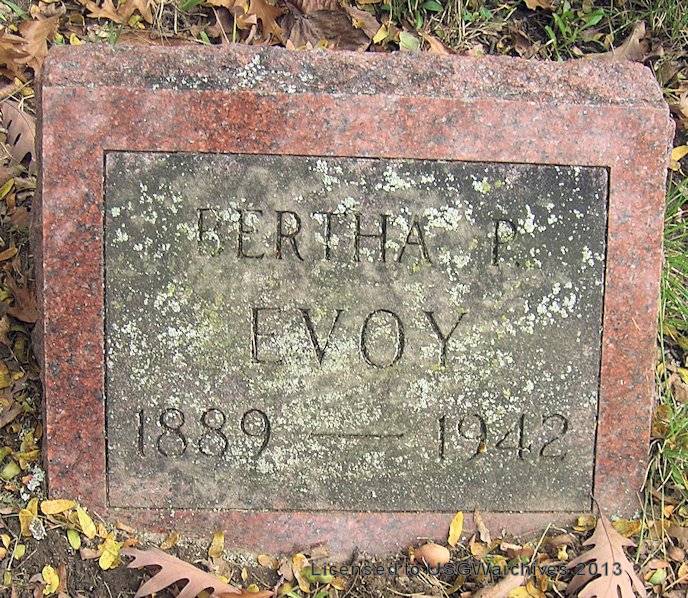 BERTHA P.
EVOY
1889 — 1942
Licensed to USGWarchives 2013